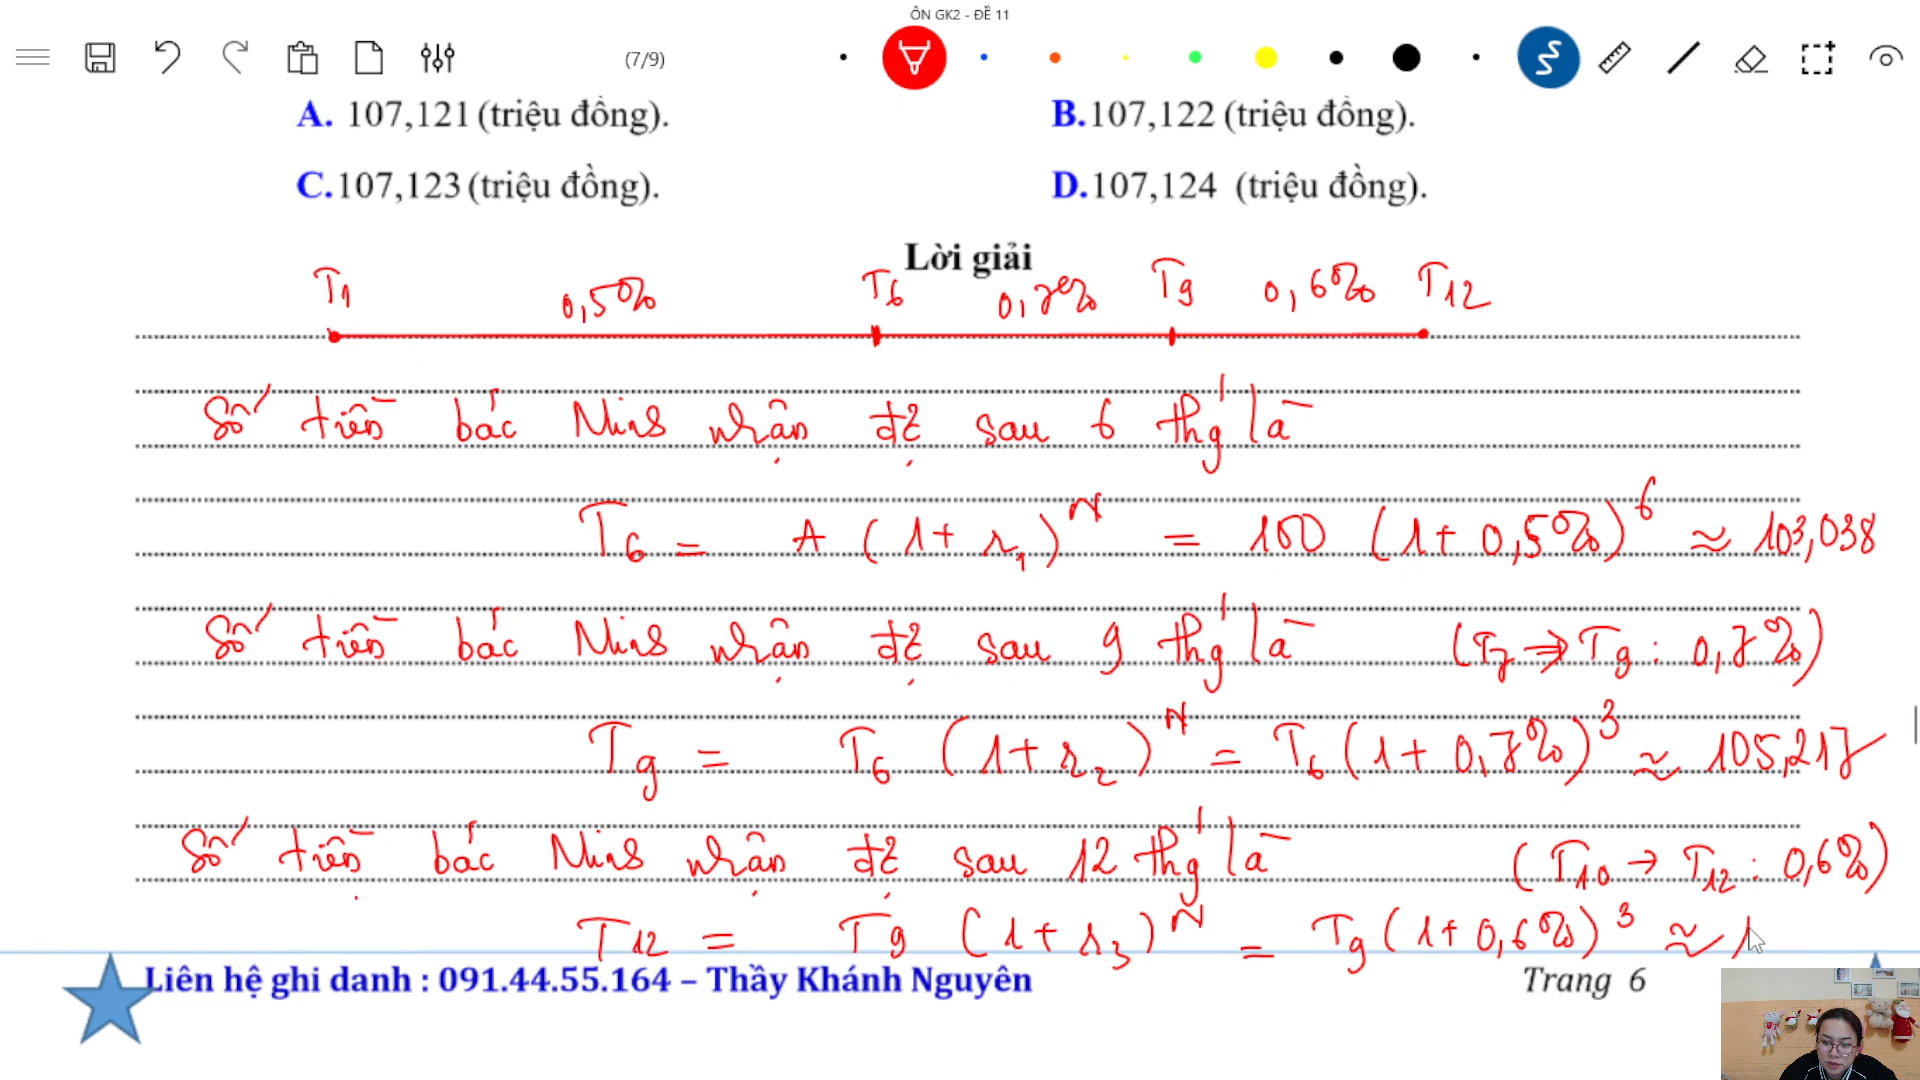 ÔN GK2 - ĐỀ 11
(7/9)
A. 107,121 (triệu đồng). B. 107,122 (triệu đồng).
C. 107,123 (triệu đồng). D. 107,124 (triệu đồng).
Lời giải
T1 0,5% T6 0,7% T9 0,6% T12
Số tiền bác Minh nhận đc sau 6 thg là
T6 = A (1 + r1)^N = 100 (1 + 0,5%)^6 ≈ 103,038
Số tiền bác Minh nhận đc sau 9 thg là (T7 → T9 : 0,7%)
T9 = T6 (1 + r2)^N = T6 (1 + 0,7%)^3 ≈ 105,217
Số tiền bác Minh nhận đc sau 12 thg là (T10 → T12 : 0,6%)
T12 = T9 (1 + r3)^N = T9 (1 + 0,6%)^3 ≈ 1
Liên hệ ghi danh : 091.44.55.164 – Thầy Khánh Nguyên Trang 6